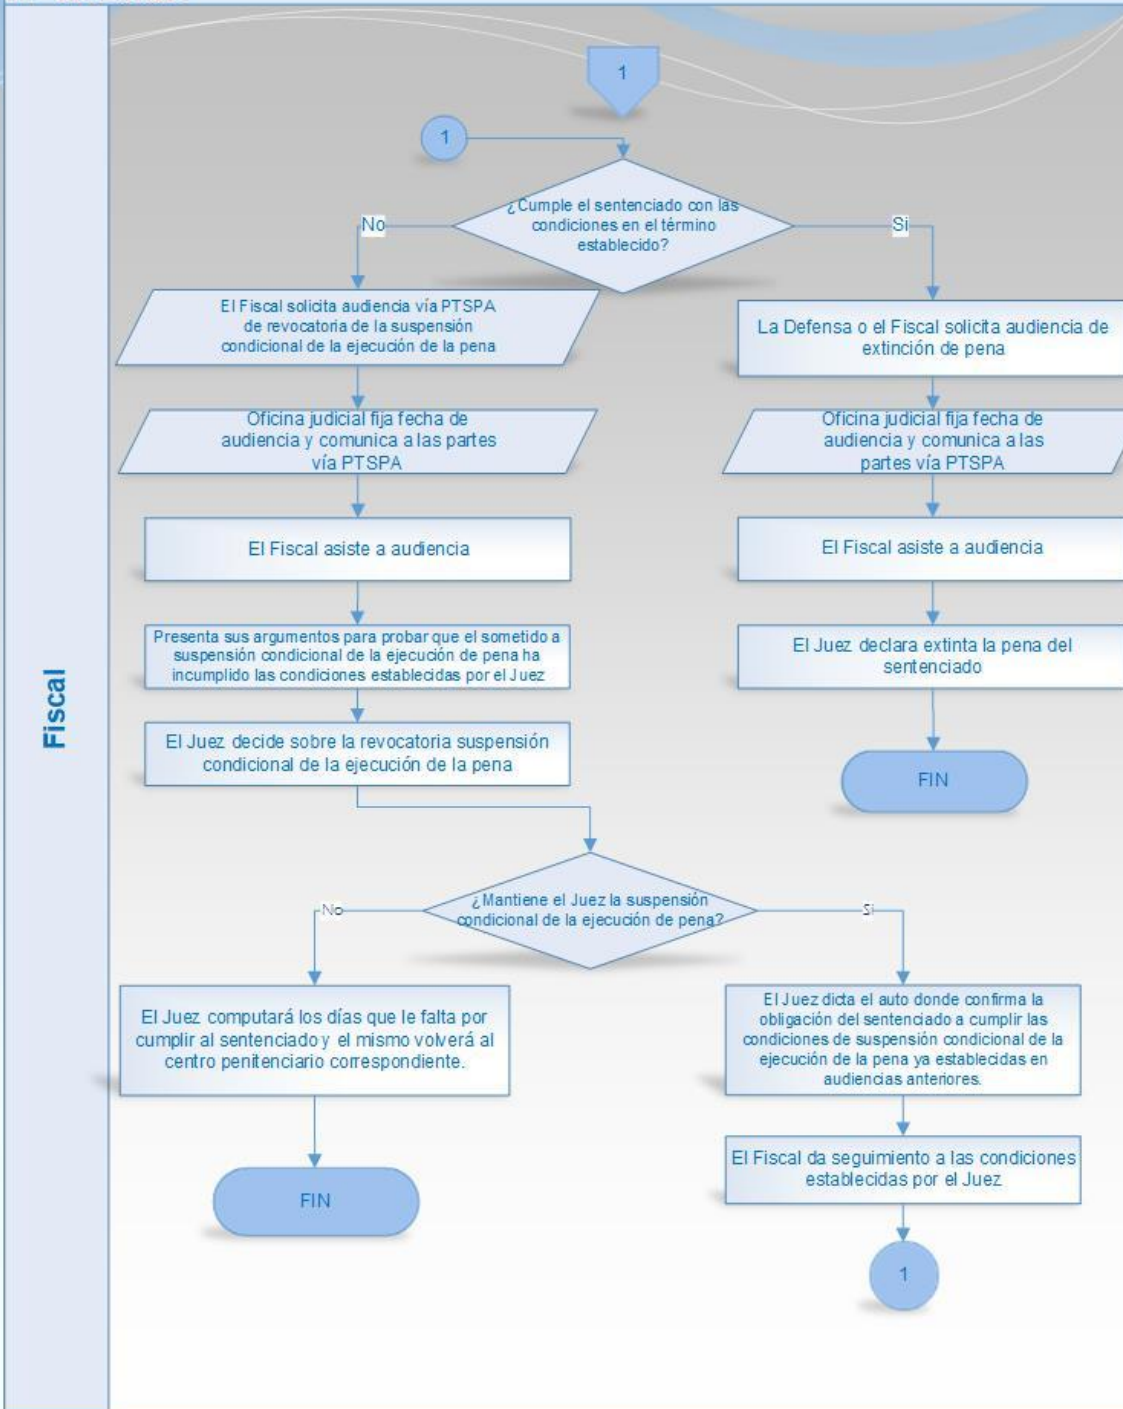 1
1
¿Cumple el sentenciado con las
condiciones en el término
establecido?
No
Si
El Fiscal solicita audiencia vía PTSPA
de revocatoria de la suspensión
condicional de la ejecución de la pena
La Defensa o el Fiscal solicita audiencia de
extinción de pena
Oficina judicial fija fecha de
audiencia y comunica a las partes
vía PTSPA
Oficina judicial fija fecha de
audiencia y comunica a las
partes vía PTSPA
El Fiscal asiste a audiencia
El Fiscal asiste a audiencia
Presenta sus argumentos para probar que el sometido a
suspensión condicional de la ejecución de pena ha
incumplido las condiciones establecidas por el Juez
El Juez declara extinta la pena del
sentenciado
Fiscal
El Juez decide sobre la revocatoria suspensión
condicional de la ejecución de la pena
FIN
¿Mantiene el Juez la suspensión
condicional de la ejecución de pena?
No
Si
El Juez computará los días que le falta por
cumplir al sentenciado y el mismo volverá al
centro penitenciario correspondiente.
El Juez dicta el auto donde confirma la
obligación del sentenciado a cumplir las
condiciones de suspensión condicional de la
ejecución de la pena ya establecidas en
audiencias anteriores.
FIN
El Fiscal da seguimiento a las condiciones
establecidas por el Juez
1